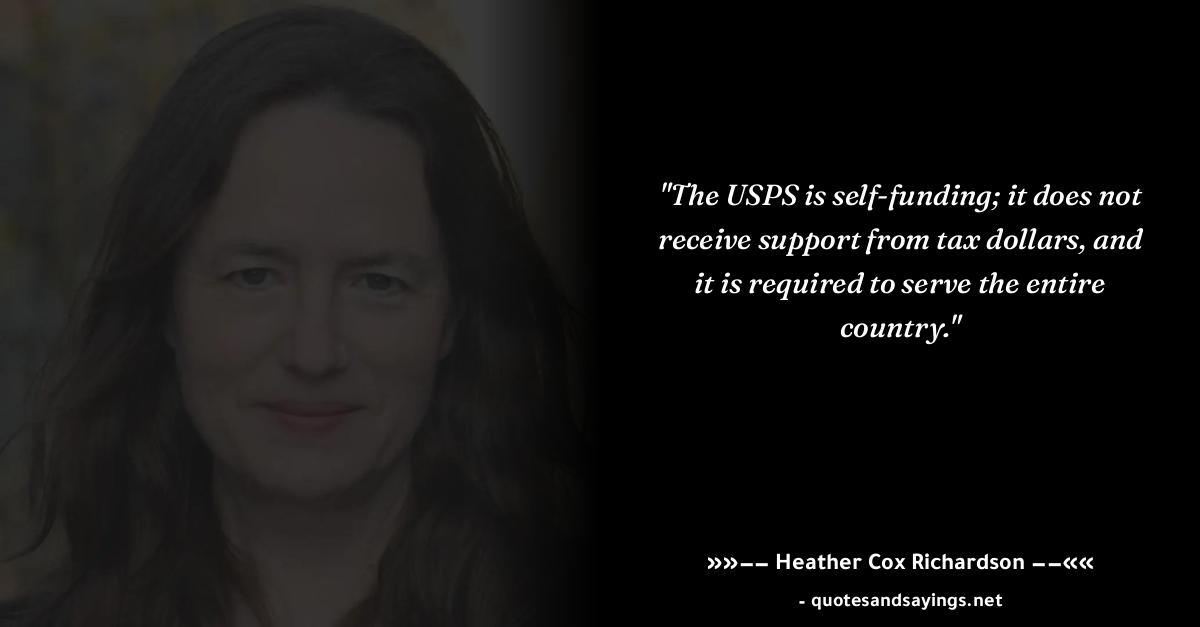 "The USPS is self-funding; it does not
receive support from tax dollars, and
it is required to serve the entire
country."
»»−− Heather Cox Richardson −−««
- quotesandsayings.net